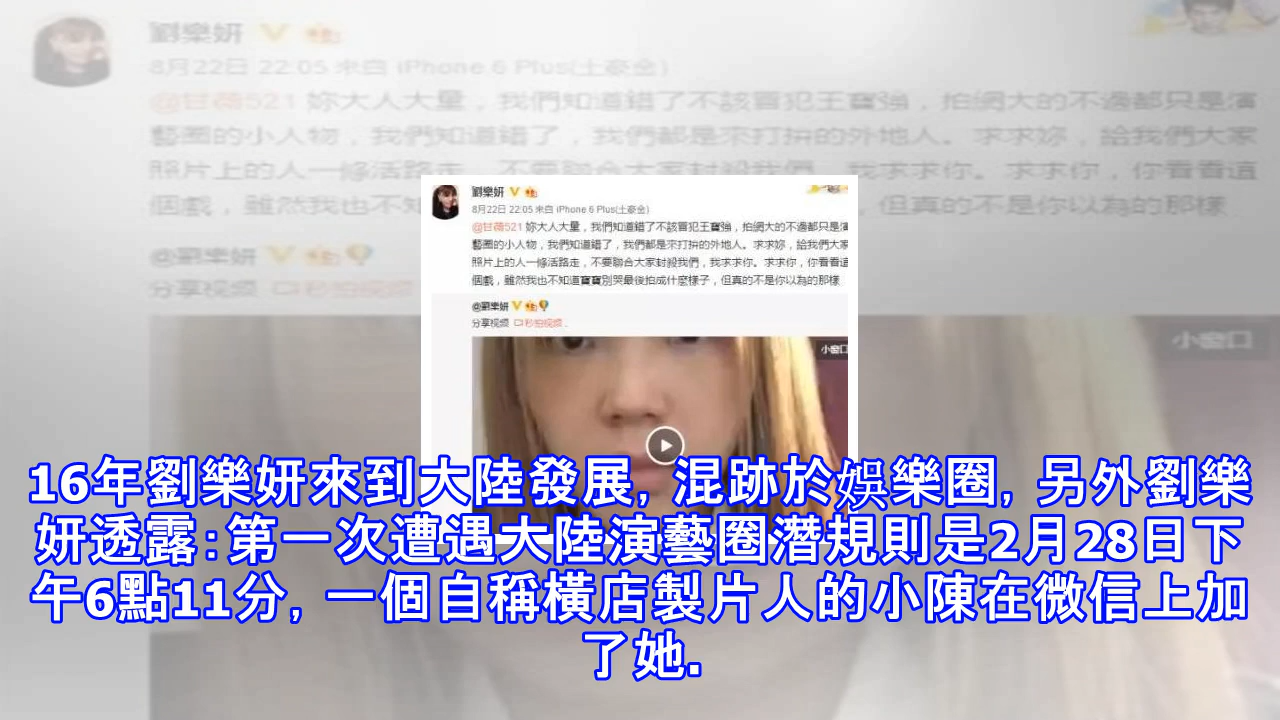 劉樂妍
8月22日 22:05 來自 iPhone 6 Plus(土豪金)
@甘薇521 妳大人大量，我們知道錯了不該冒犯王寶強，拍網大的不過都只是演
藝圈的小人物，我們知道錯了，我們都是來打拚的外地人。求求妳，給我們大家
照片上的人一條活路走，不要聯合大家封殺我們，我求求你。求求你，你看看這
個戲，雖然我也不知道寶寶別哭最後拍成什麼樣子，但真的不是你以為的那樣
@劉樂妍
分享视频 秒拍视频
小窗口
16年劉樂妍來到大陸發展，混跡於娛樂圈，另外劉樂
妍透露：第一次遭遇大陸演藝圈潛規則是2月28日下
午6點11分，一個自稱橫店製片人的小陳在微信上加
了她.